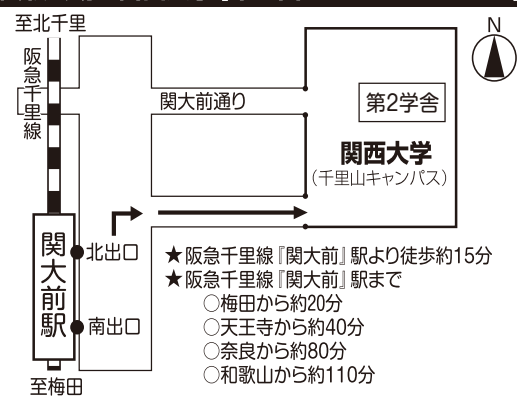 至北千里
N
阪急千里線
関大前通り
第2学舎
関西大学
(千里山キャンパス)
関大前駅
北出口
南出口
至梅田
★阪急千里線『関大前』駅より徒歩約15分
★阪急千里線『関大前』駅まで
○梅田から約20分
○天王寺から約40分
○奈良から約80分
○和歌山から約110分